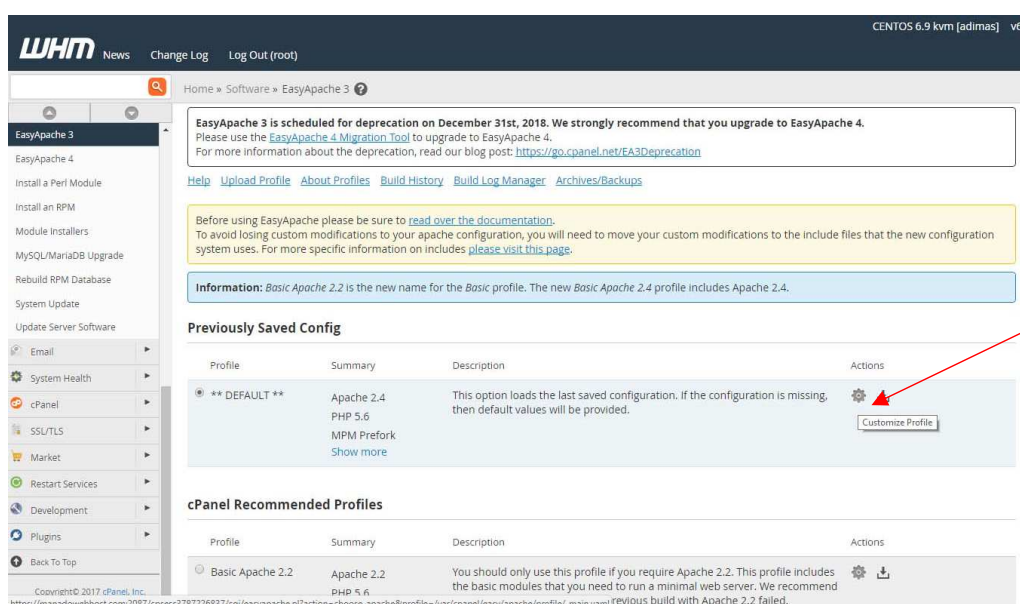 CENTOS 6.9 kvm [adimas] v6
WHM News Change Log Log Out (root)
Home » Software » EasyApache 3
EasyApache 3
EasyApache 4
Install a Perl Module
Install an RPM
Module Installers
MySQL/MariaDB Upgrade
Rebuild RPM Database
System Update
Update Server Software
Email
System Health
cPanel
SSL/TLS
Market
Restart Services
Development
Plugins
Back To Top
Copyright© 2017 cPanel, Inc.
EasyApache 3 is scheduled for deprecation on December 31st, 2018. We strongly recommend that you upgrade to EasyApache 4.
Please use the EasyApache 4 Migration Tool to upgrade to EasyApache 4.
For more information about the deprecation, read our blog post: https://go.cpanel.net/EA3Deprecation
Help Upload Profile About Profiles Build History Build Log Manager Archives/Backups
Before using EasyApache please be sure to read over the documentation.
To avoid losing custom modifications to your apache configuration, you will need to move your custom modifications to the include files that the new configuration
system uses. For more specific information on includes please visit this page.
Information: Basic Apache 2.2 is the new name for the Basic profile. The new Basic Apache 2.4 profile includes Apache 2.4.
Previously Saved Config
Profile Summary Description Actions
** DEFAULT ** Apache 2.4 This option loads the last saved configuration. If the configuration is missing,
PHP 5.6 then default values will be provided.
MPM Prefork
Show more
Customize Profile
cPanel Recommended Profiles
Profile Summary Description Actions
Basic Apache 2.2 Apache 2.2 You should only use this profile if you require Apache 2.2. This profile includes
PHP 5.6 the basic modules that you need to run a minimal web server. We recommend
revious build with Apache 2.2 failed.